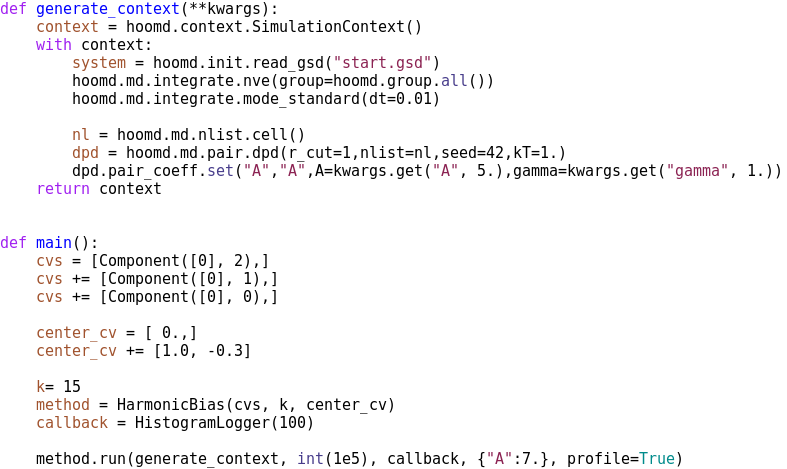 def generate_context(**kwargs):
    context = hoomd.context.SimulationContext()
    with context:
        system = hoomd.init.read_gsd("start.gsd")
        hoomd.md.integrate.nve(group=hoomd.group.all())
        hoomd.md.integrate.mode_standard(dt=0.01)

        nl = hoomd.md.nlist.cell()
        dpd = hoomd.md.pair.dpd(r_cut=1,nlist=nl,seed=42,kT=1.)
        dpd.pair_coeff.set("A","A",A=kwargs.get("A", 5.),gamma=kwargs.get("gamma", 1.))
    return context


def main():
    cvs = [Component([0], 2),]
    cvs += [Component([0], 1),]
    cvs += [Component([0], 0),]

    center_cv = [ 0.,]
    center_cv += [1.0, -0.3]

    k= 15
    method = HarmonicBias(cvs, k, center_cv)
    callback = HistogramLogger(100)

    method.run(generate_context, int(1e5), callback, {"A":7.}, profile=True)